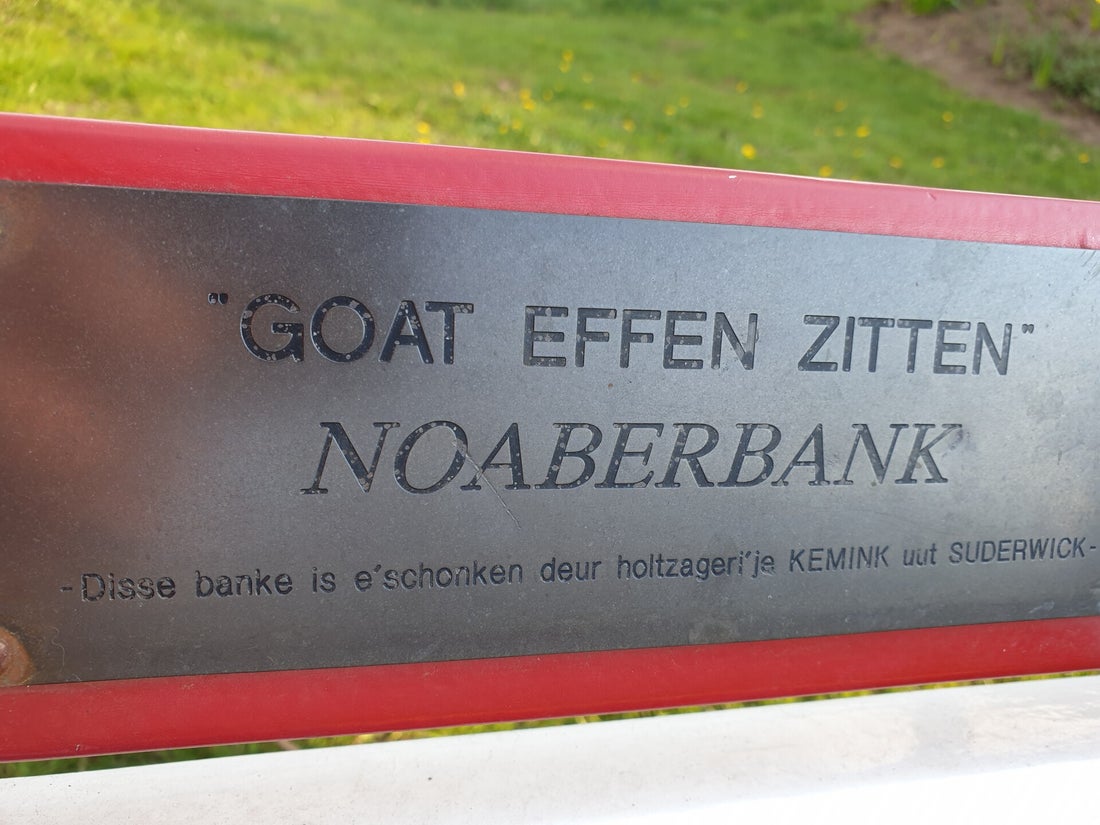 "GOAT EFFEN ZITTEN"
NOABERBANK
-Disse banke is e'schonken deur holtzageri'je KEMINK uut SUDERWICK-